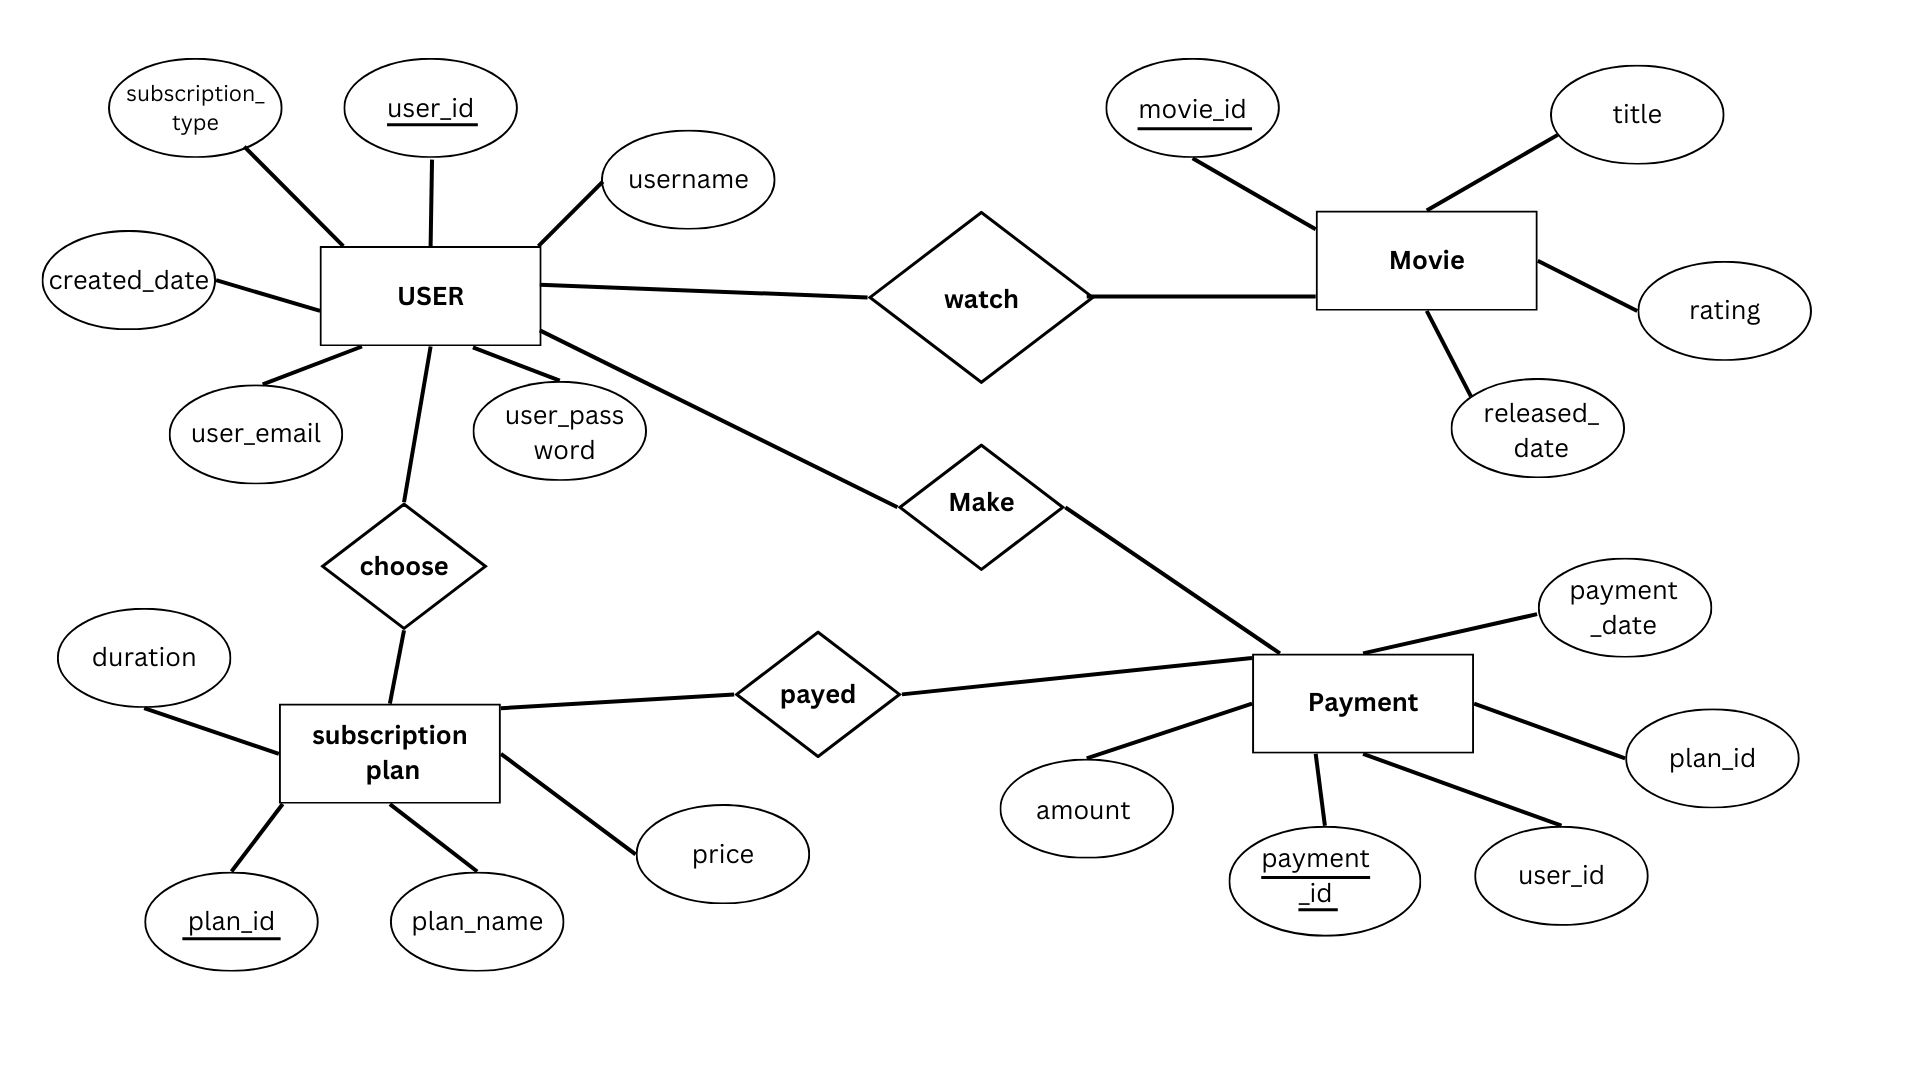 subscription_
type
user_id
username
created_date
USER
user_email
user_pass
word
watch
movie_id
title
Movie
rating
released_
date
Make
choose
duration
subscription
plan
payed
price
plan_id
plan_name
payment
_date
Payment
plan_id
amount
payment
_id
user_id